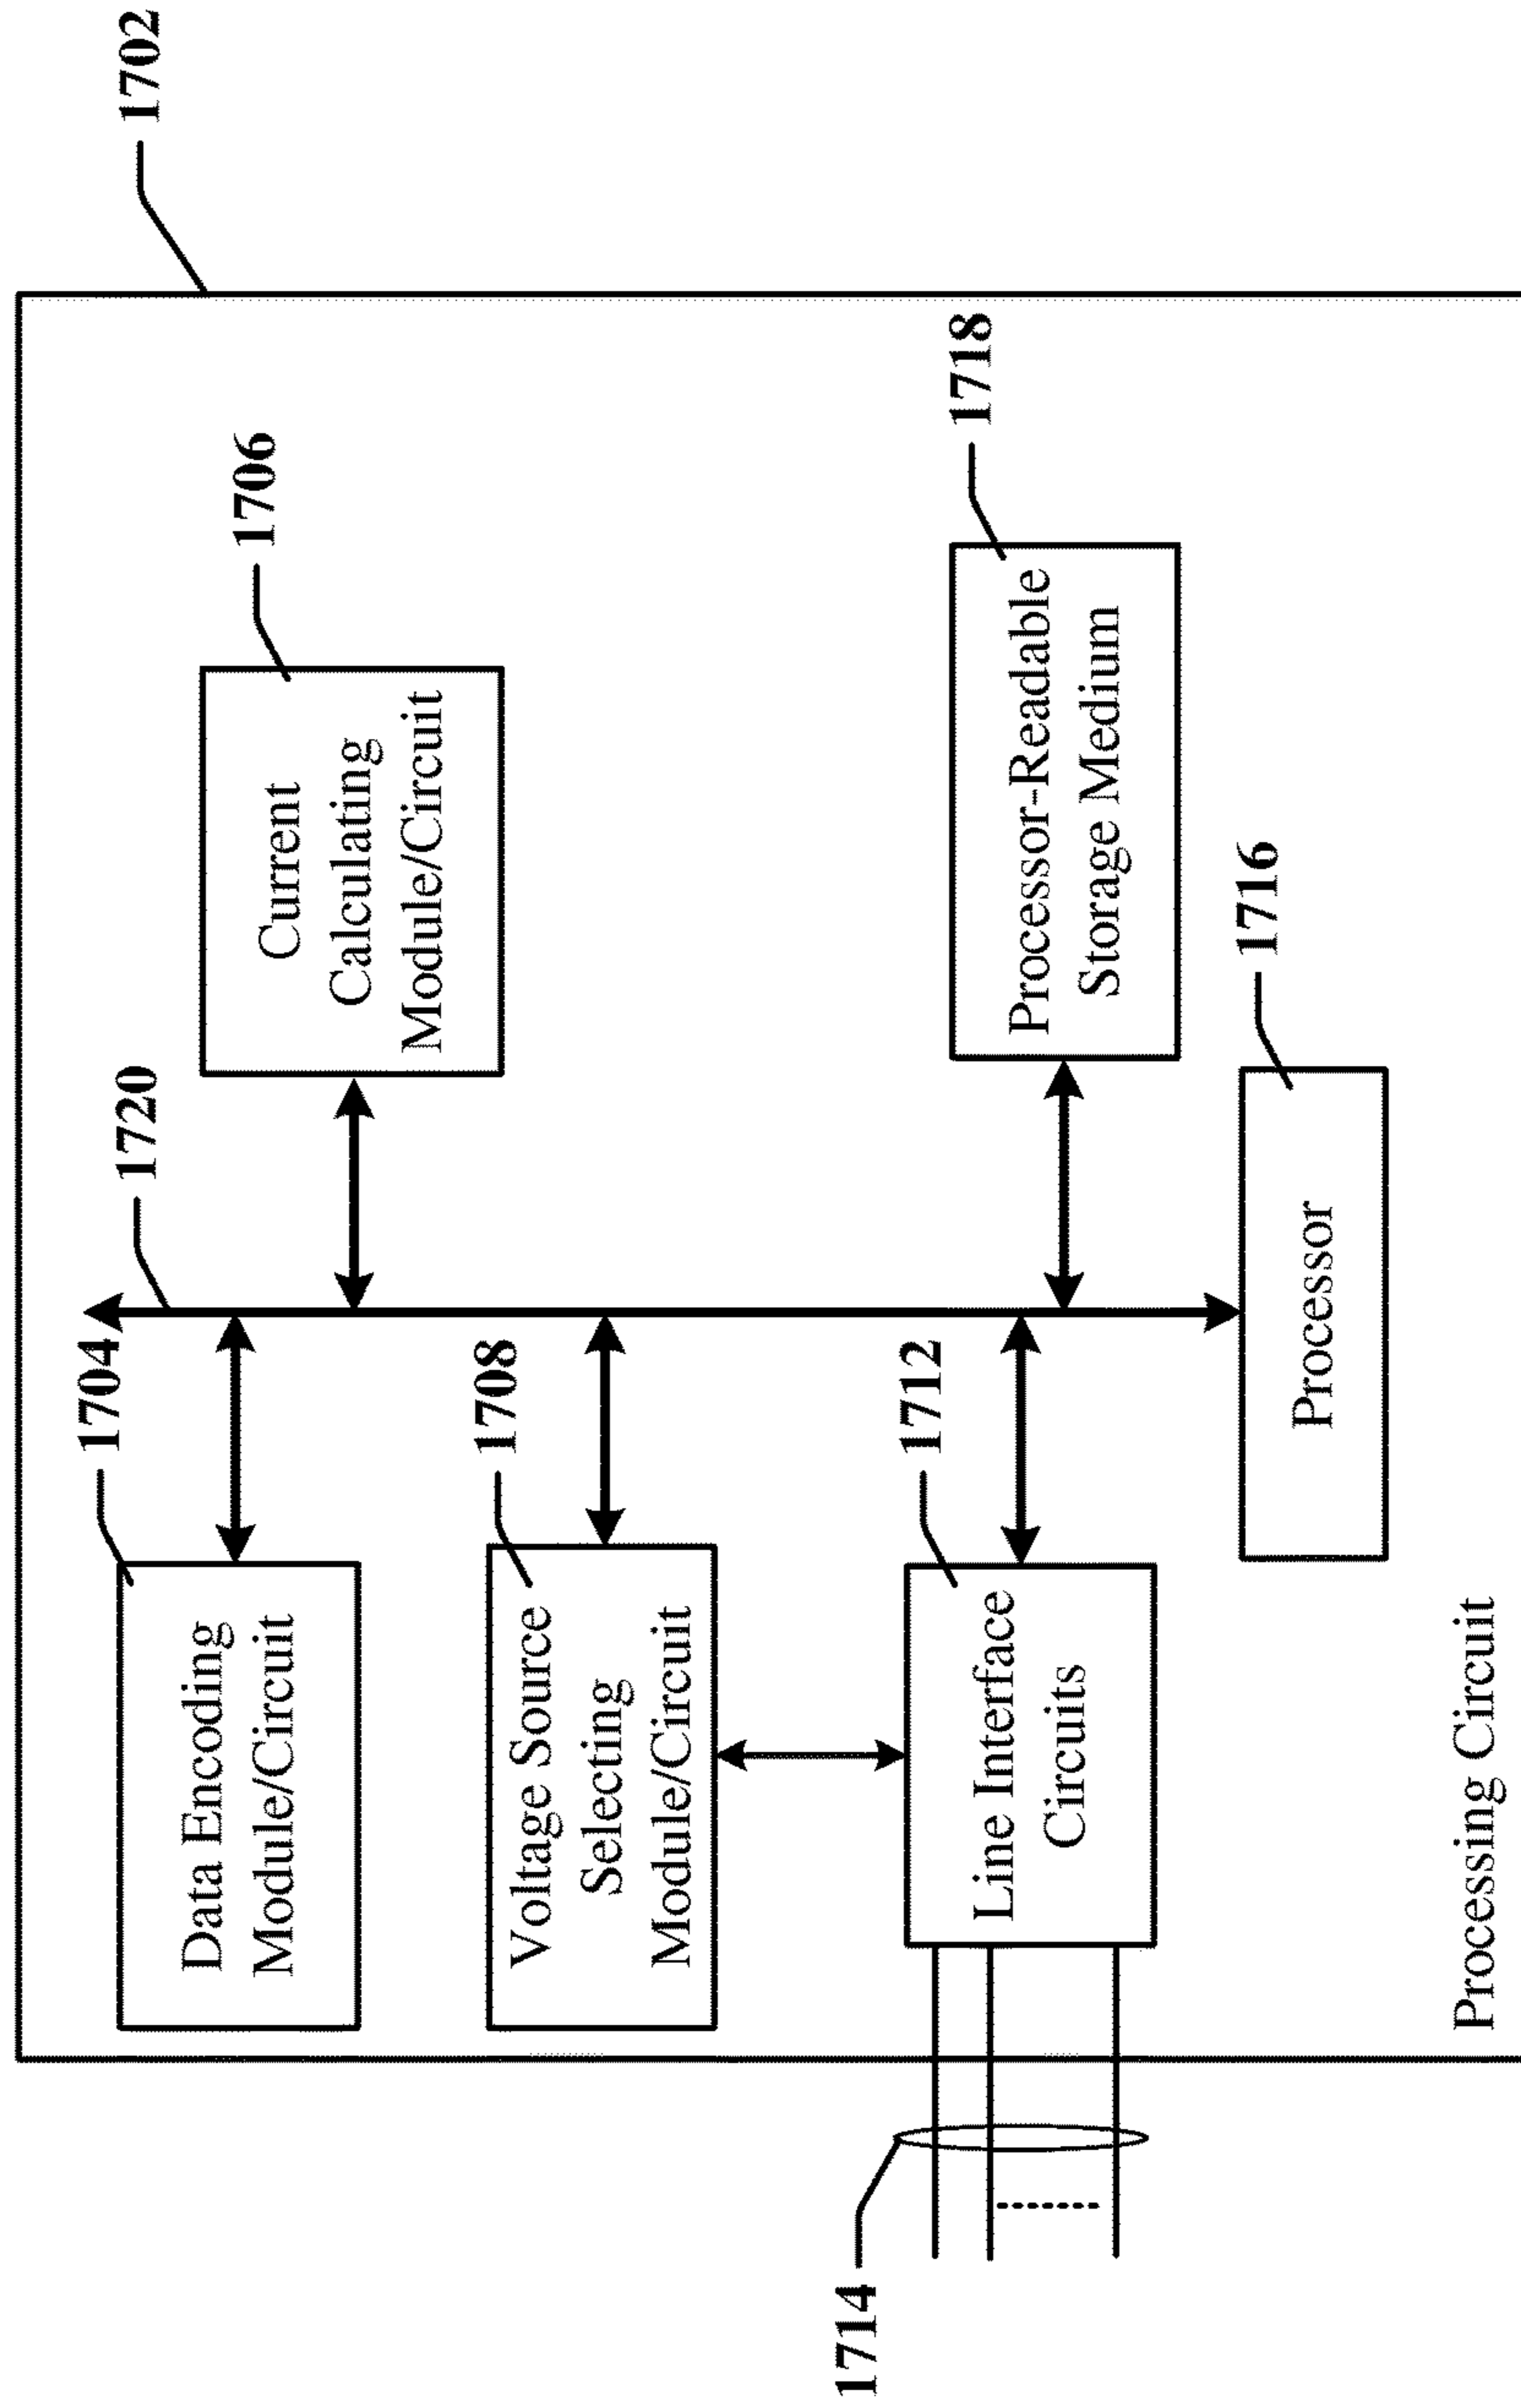 1702
1720
1704
Data Encoding
Module/Circuit
1706
Current
Calculating
Module/Circuit
1708
Voltage Source
Selecting
Module/Circuit
1712
Line Interface
Circuits
1714
1718
Processor-Readable
Storage Medium
1716
Processor
Processing Circuit